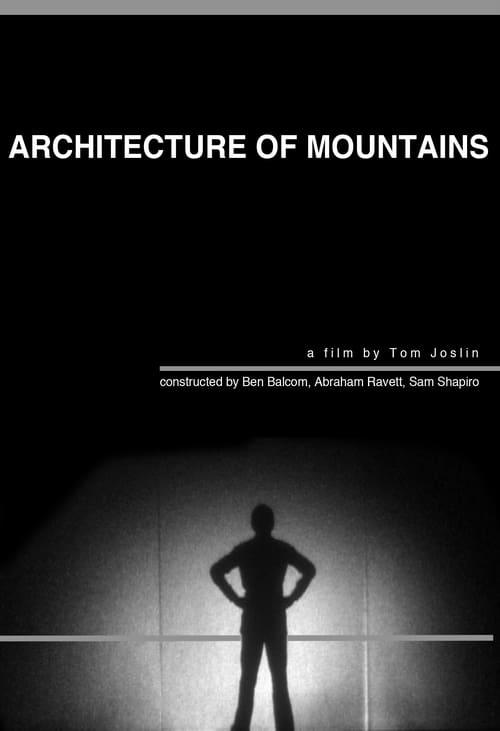 ARCHITECTURE OF MOUNTAINS
a film by Tom Joslin
constructed by Ben Balcom, Abraham Ravett, Sam Shapiro